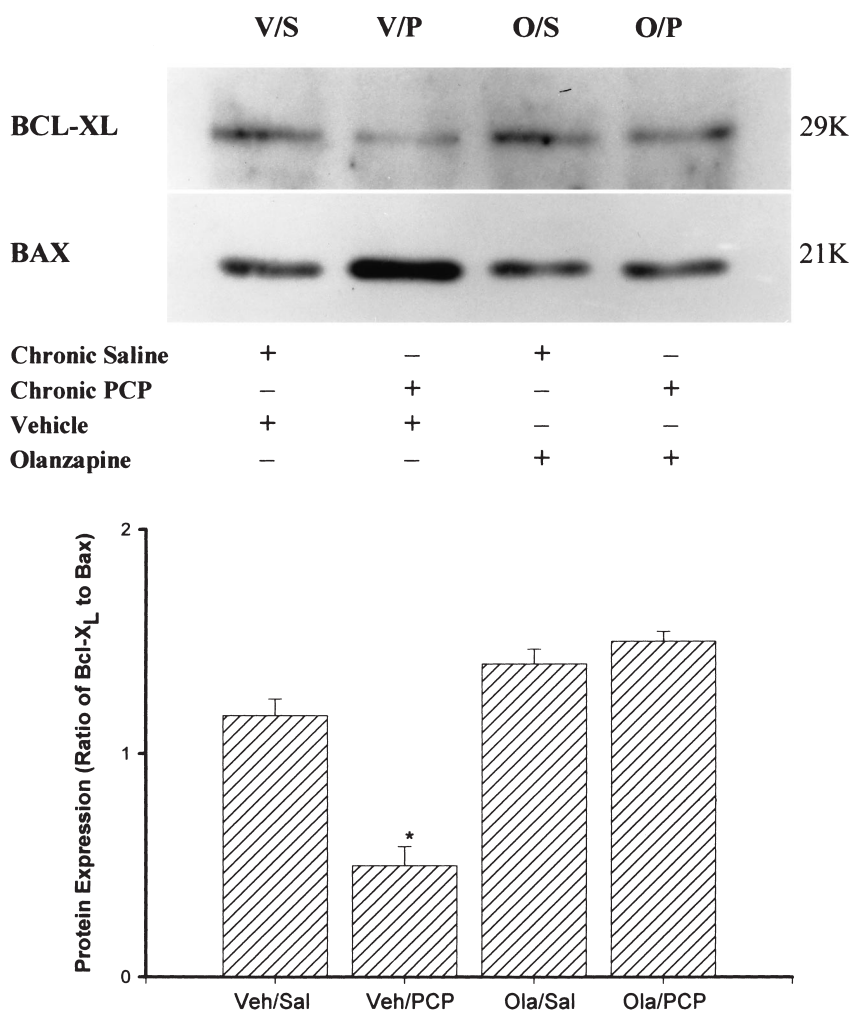 V/S V/P O/S O/P
BCL-XL 29K
BAX 21K
Chronic Saline + – + –
Chronic PCP – + – +
Vehicle + + – –
Olanzapine – – + +
Protein Expression (Ratio of Bcl-XL to Bax)
2
1
*
0
Veh/Sal Veh/PCP Ola/Sal Ola/PCP